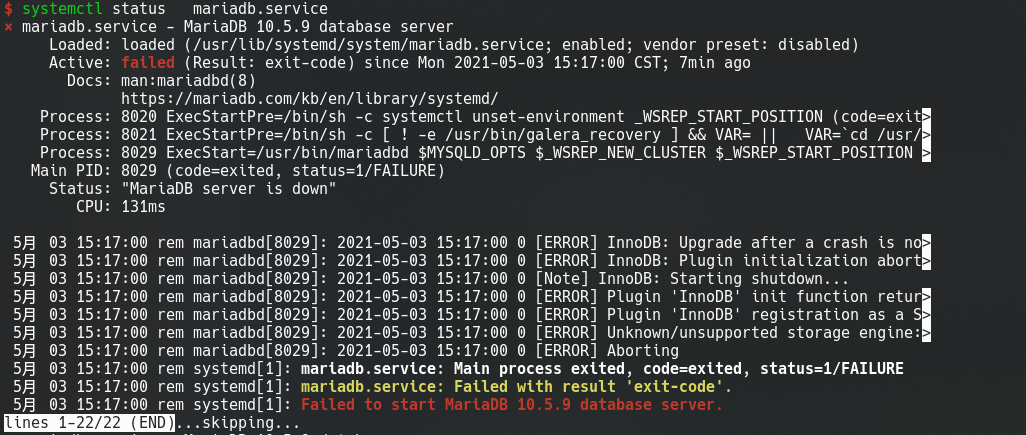 $ systemctl status   mariadb.service
× mariadb.service - MariaDB 10.5.9 database server
     Loaded: loaded (/usr/lib/systemd/system/mariadb.service; enabled; vendor preset: disabled)
     Active: failed (Result: exit-code) since Mon 2021-05-03 15:17:00 CST; 7min ago
       Docs: man:mariadbd(8)
             https://mariadb.com/kb/en/library/systemd/
    Process: 8020 ExecStartPre=/bin/sh -c systemctl unset-environment _WSREP_START_POSITION (code=exit>
    Process: 8021 ExecStartPre=/bin/sh -c [ ! -e /usr/bin/galera_recovery ] && VAR= ||   VAR=`cd /usr/>
    Process: 8029 ExecStart=/usr/bin/mariadbd $MYSQLD_OPTS $_WSREP_NEW_CLUSTER $_WSREP_START_POSITION >
   Main PID: 8029 (code=exited, status=1/FAILURE)
     Status: "MariaDB server is down"
        CPU: 131ms
 5月 03 15:17:00 rem mariadbd[8029]: 2021-05-03 15:17:00 0 [ERROR] InnoDB: Upgrade after a crash is no>
 5月 03 15:17:00 rem mariadbd[8029]: 2021-05-03 15:17:00 0 [ERROR] InnoDB: Plugin initialization abort>
 5月 03 15:17:00 rem mariadbd[8029]: 2021-05-03 15:17:00 0 [Note] InnoDB: Starting shutdown...
 5月 03 15:17:00 rem mariadbd[8029]: 2021-05-03 15:17:00 0 [ERROR] Plugin 'InnoDB' init function retur>
 5月 03 15:17:00 rem mariadbd[8029]: 2021-05-03 15:17:00 0 [ERROR] Plugin 'InnoDB' registration as a S>
 5月 03 15:17:00 rem mariadbd[8029]: 2021-05-03 15:17:00 0 [ERROR] Unknown/unsupported storage engine:>
 5月 03 15:17:00 rem mariadbd[8029]: 2021-05-03 15:17:00 0 [ERROR] Aborting
 5月 03 15:17:00 rem systemd[1]: mariadb.service: Main process exited, code=exited, status=1/FAILURE
 5月 03 15:17:00 rem systemd[1]: mariadb.service: Failed with result 'exit-code'.
 5月 03 15:17:00 rem systemd[1]: Failed to start MariaDB 10.5.9 database server.
lines 1-22/22 (END)...skipping...